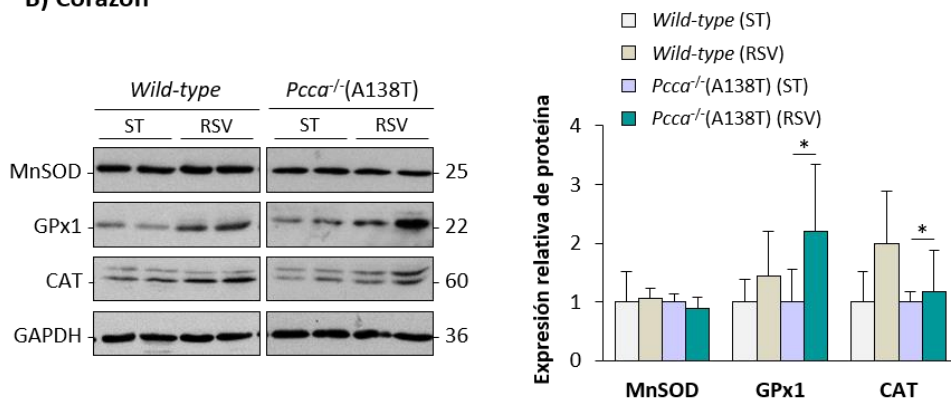 B) Corazón
Wild-type
Pcca-/-(A138T)
ST
RSV
ST
RSV
MnSOD
25
GPx1
22
CAT
60
GAPDH
36
Wild-type (ST)
Wild-type (RSV)
Pcca-/-(A138T) (ST)
Pcca-/-(A138T) (RSV)
Expresión relativa de proteína
4
3
2
1
0
*
*
MnSOD
GPx1
CAT